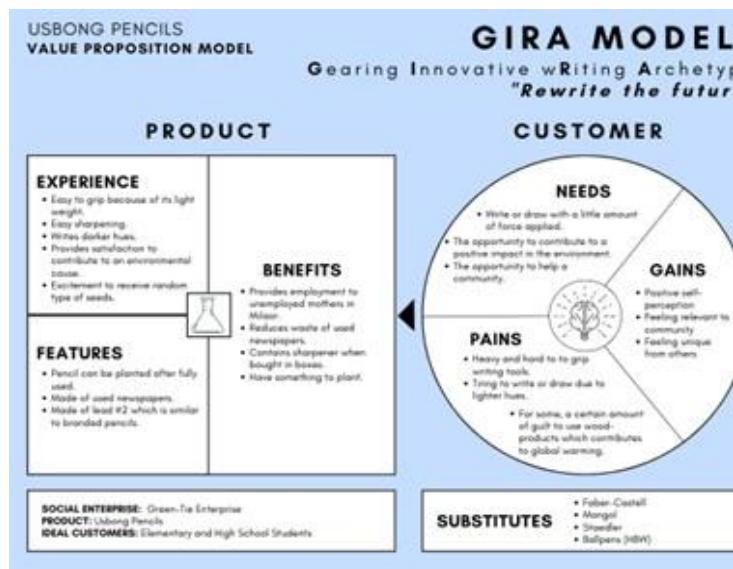 USBONG PENCILS
VALUE PROPOSITION MODEL
GIRA MODEL
Gearing Innovative wRiting Archetyp
"Rewrite the futur
PRODUCT
CUSTOMER
EXPERIENCE
• Easy to grip because of its light
weight.
• Easy sharpening.
• Writes darker hues.
• Provides satisfaction to
contribute to an environmental
cause.
• Excitement to receive random
type of seeds.
BENEFITS
• Provides employment to
unemployed mothers in
Milaor.
• Reduces waste of used
newspapers.
• Contains sharpener when
bought in boxes.
• Have something to plant.
FEATURES
• Pencil can be planted after fully
used.
• Made of used newspapers.
• Made of lead #2 which is similar
to branded pencils.
NEEDS
• Write or draw with a little amount
of force applied.
• The opportunity to contribute to a
positive impact in the environment.
• The opportunity to help a
community.
GAINS
• Positive self-
perception
• Feeling relevant to
community
• Feeling unique
from others
PAINS
• Heavy and hard to to grip
writing tools.
• Tiring to write or draw due to
lighter hues.
• For some, a certain amount
of guilt to use wood-
products which contributes
to global warming.
SOCIAL ENTERPRISE: Green-Tie Enterprise
PRODUCT: Usbong Pencils
IDEAL CUSTOMERS: Elementary and High School Students
SUBSTITUTES
• Faber-Castell
• Mongol
• Staedler
• Ballpens (HBW)